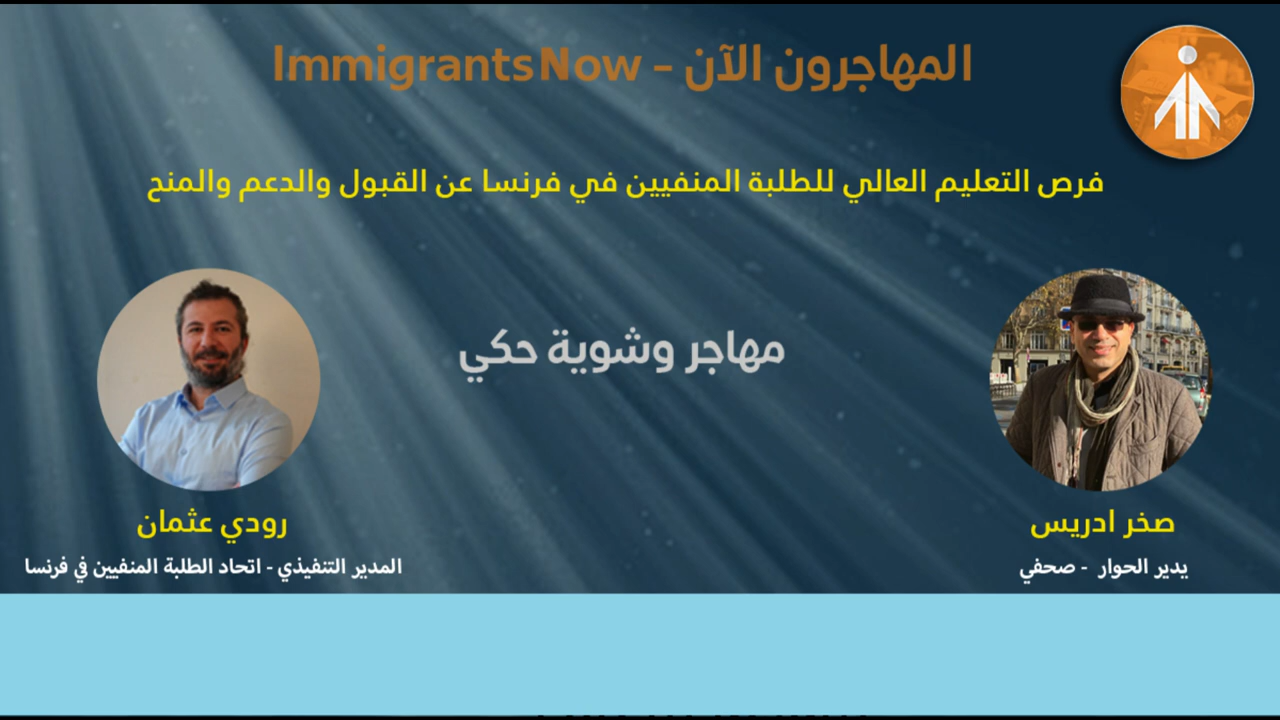 المهاجرون الآن - ImmigrantsNow
فرص التعليم العالي للطلبة المنفيين في فرنسا عن القبول والدعم والمنح
مهاجر وشوية حكي
صخر ادريس
يدير الحوار - صحفي
رودي عثمان
المدير التنفيذي - اتحاد الطلبة المنفيين في فرنسا